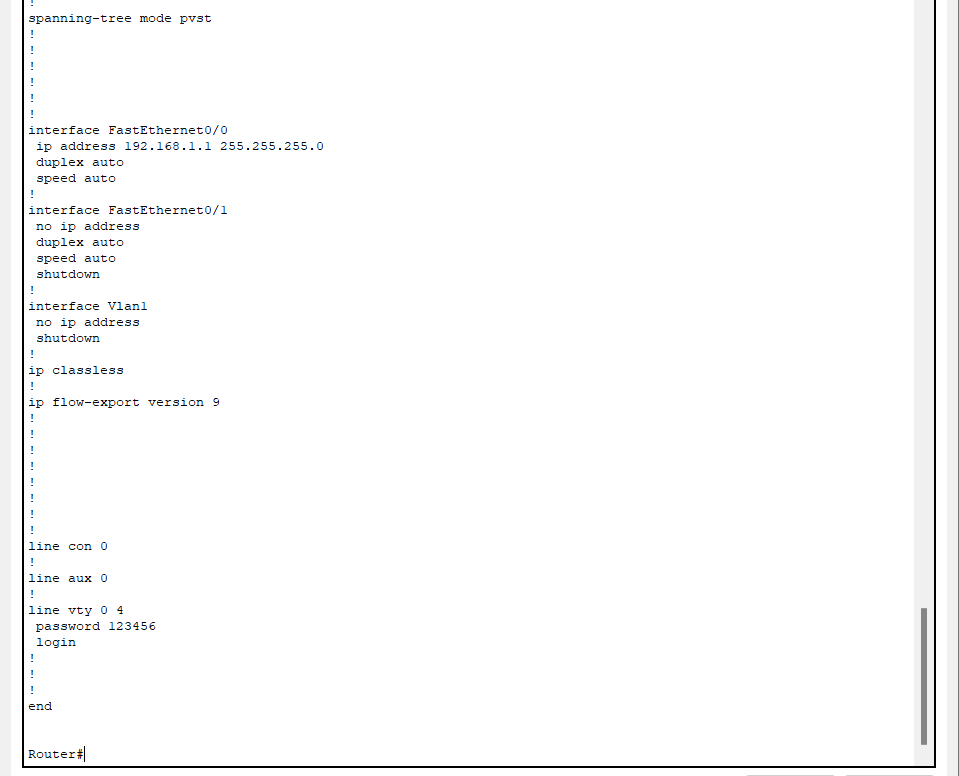 !
spanning-tree mode pvst
!
!
!
!
!
!
interface FastEthernet0/0
 ip address 192.168.1.1 255.255.255.0
 duplex auto
 speed auto
!
interface FastEthernet0/1
 no ip address
 duplex auto
 speed auto
 shutdown
!
interface Vlan1
 no ip address
 shutdown
!
ip classless
!
ip flow-export version 9
!
!
!
!
!
!
!
!
line con 0
!
line aux 0
!
line vty 0 4
 password 123456
 login
!
!
!
end
Router#